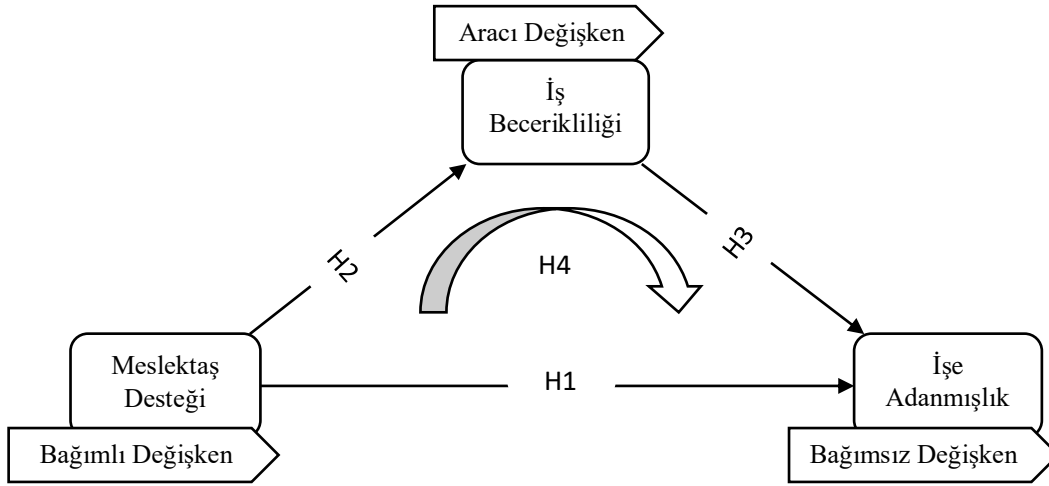 Aracı Değişken
İş
Becerikliliği
H2
H3
H4
Meslektaş
Desteği
H1
İşe
Adanmışlık
Bağımlı Değişken
Bağımsız Değişken